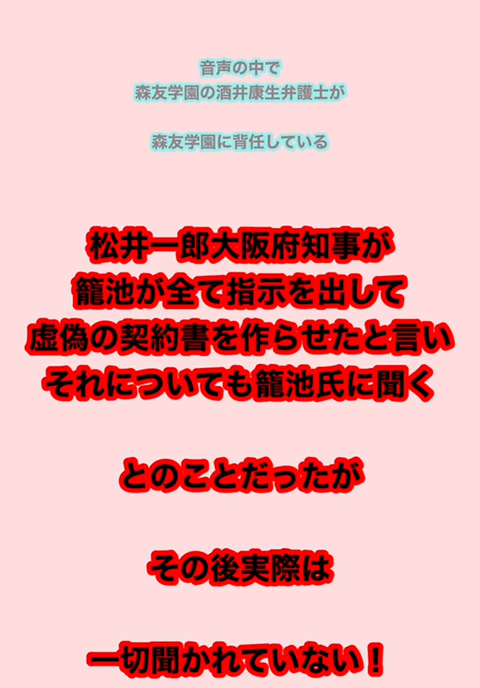 音声の中で
森友学園の酒井康生弁護士が
森友学園に背任している
松井一郎大阪府知事が
籠池が全て指示を出して
虚偽の契約書を作らせたと言い
それについても籠池氏に聞く
とのことだったが
その後実際は
一切聞かれていない！